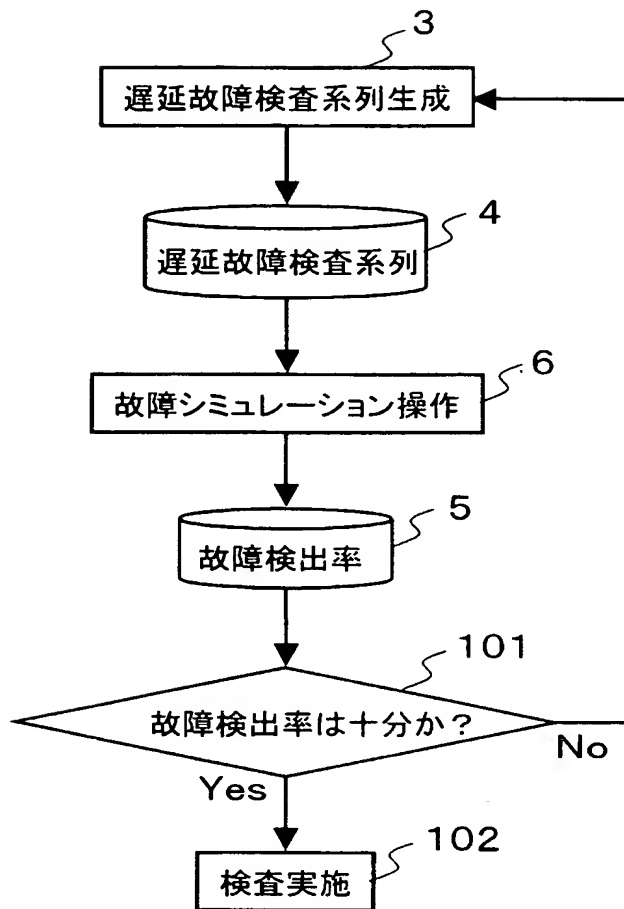 3
遅延故障検査系列生成
4
遅延故障検査系列
6
故障シミュレーション操作
5
故障検出率
101
故障検出率は十分か？
No
Yes
102
検査実施